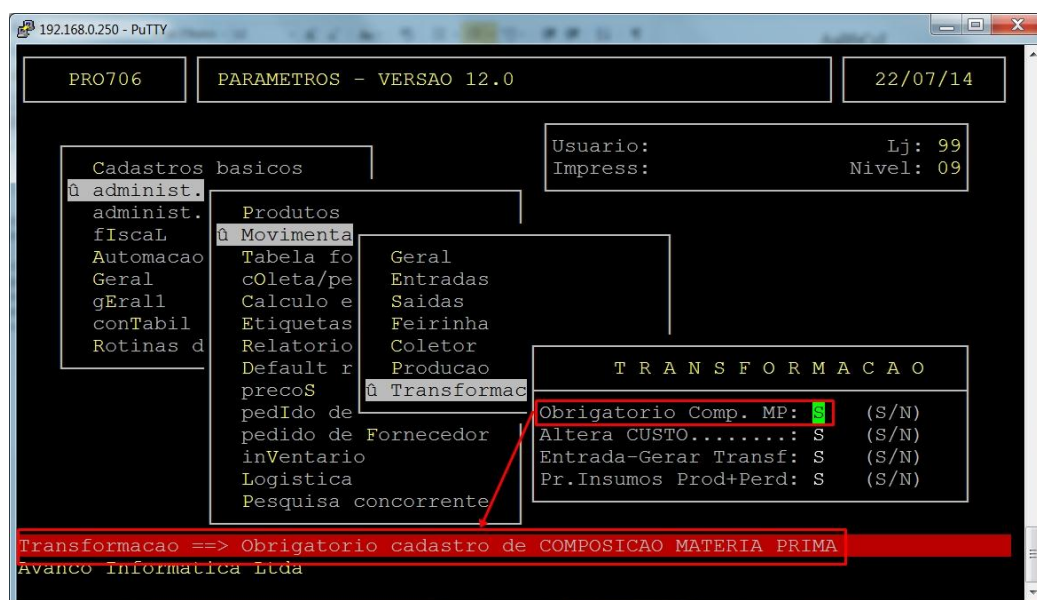 192.168.0.250 - PuTTY
PRO706
PARAMETROS - VERSAO 12.0
22/07/14
Usuario: Lj: 99
Impress: Nivel: 09
Cadastros basicos
û administ.
administ.
fIscaL
Automacao
Geral
gEral1
conTabil
Rotinas d
Produtos
û Movimenta
Tabela fo
cOleta/pe
Calculo e
Etiquetas
Relatorio
Default r
precoS
pedIdo de
pedido de Fornecedor
inVentario
Logistica
Pesquisa concorrente
Geral
Entradas
Saidas
Feirinha
Coletor
Producao
û Transformac
T R A N S F O R M A C A O
Obrigatorio Comp. MP: S (S/N)
Altera CUSTO........: S (S/N)
Entrada-Gerar Transf: S (S/N)
Pr.Insumos Prod+Perd: S (S/N)
Transformacao ==> Obrigatorio cadastro de COMPOSICAO MATERIA PRIMA
Avanco Informatica Ltda